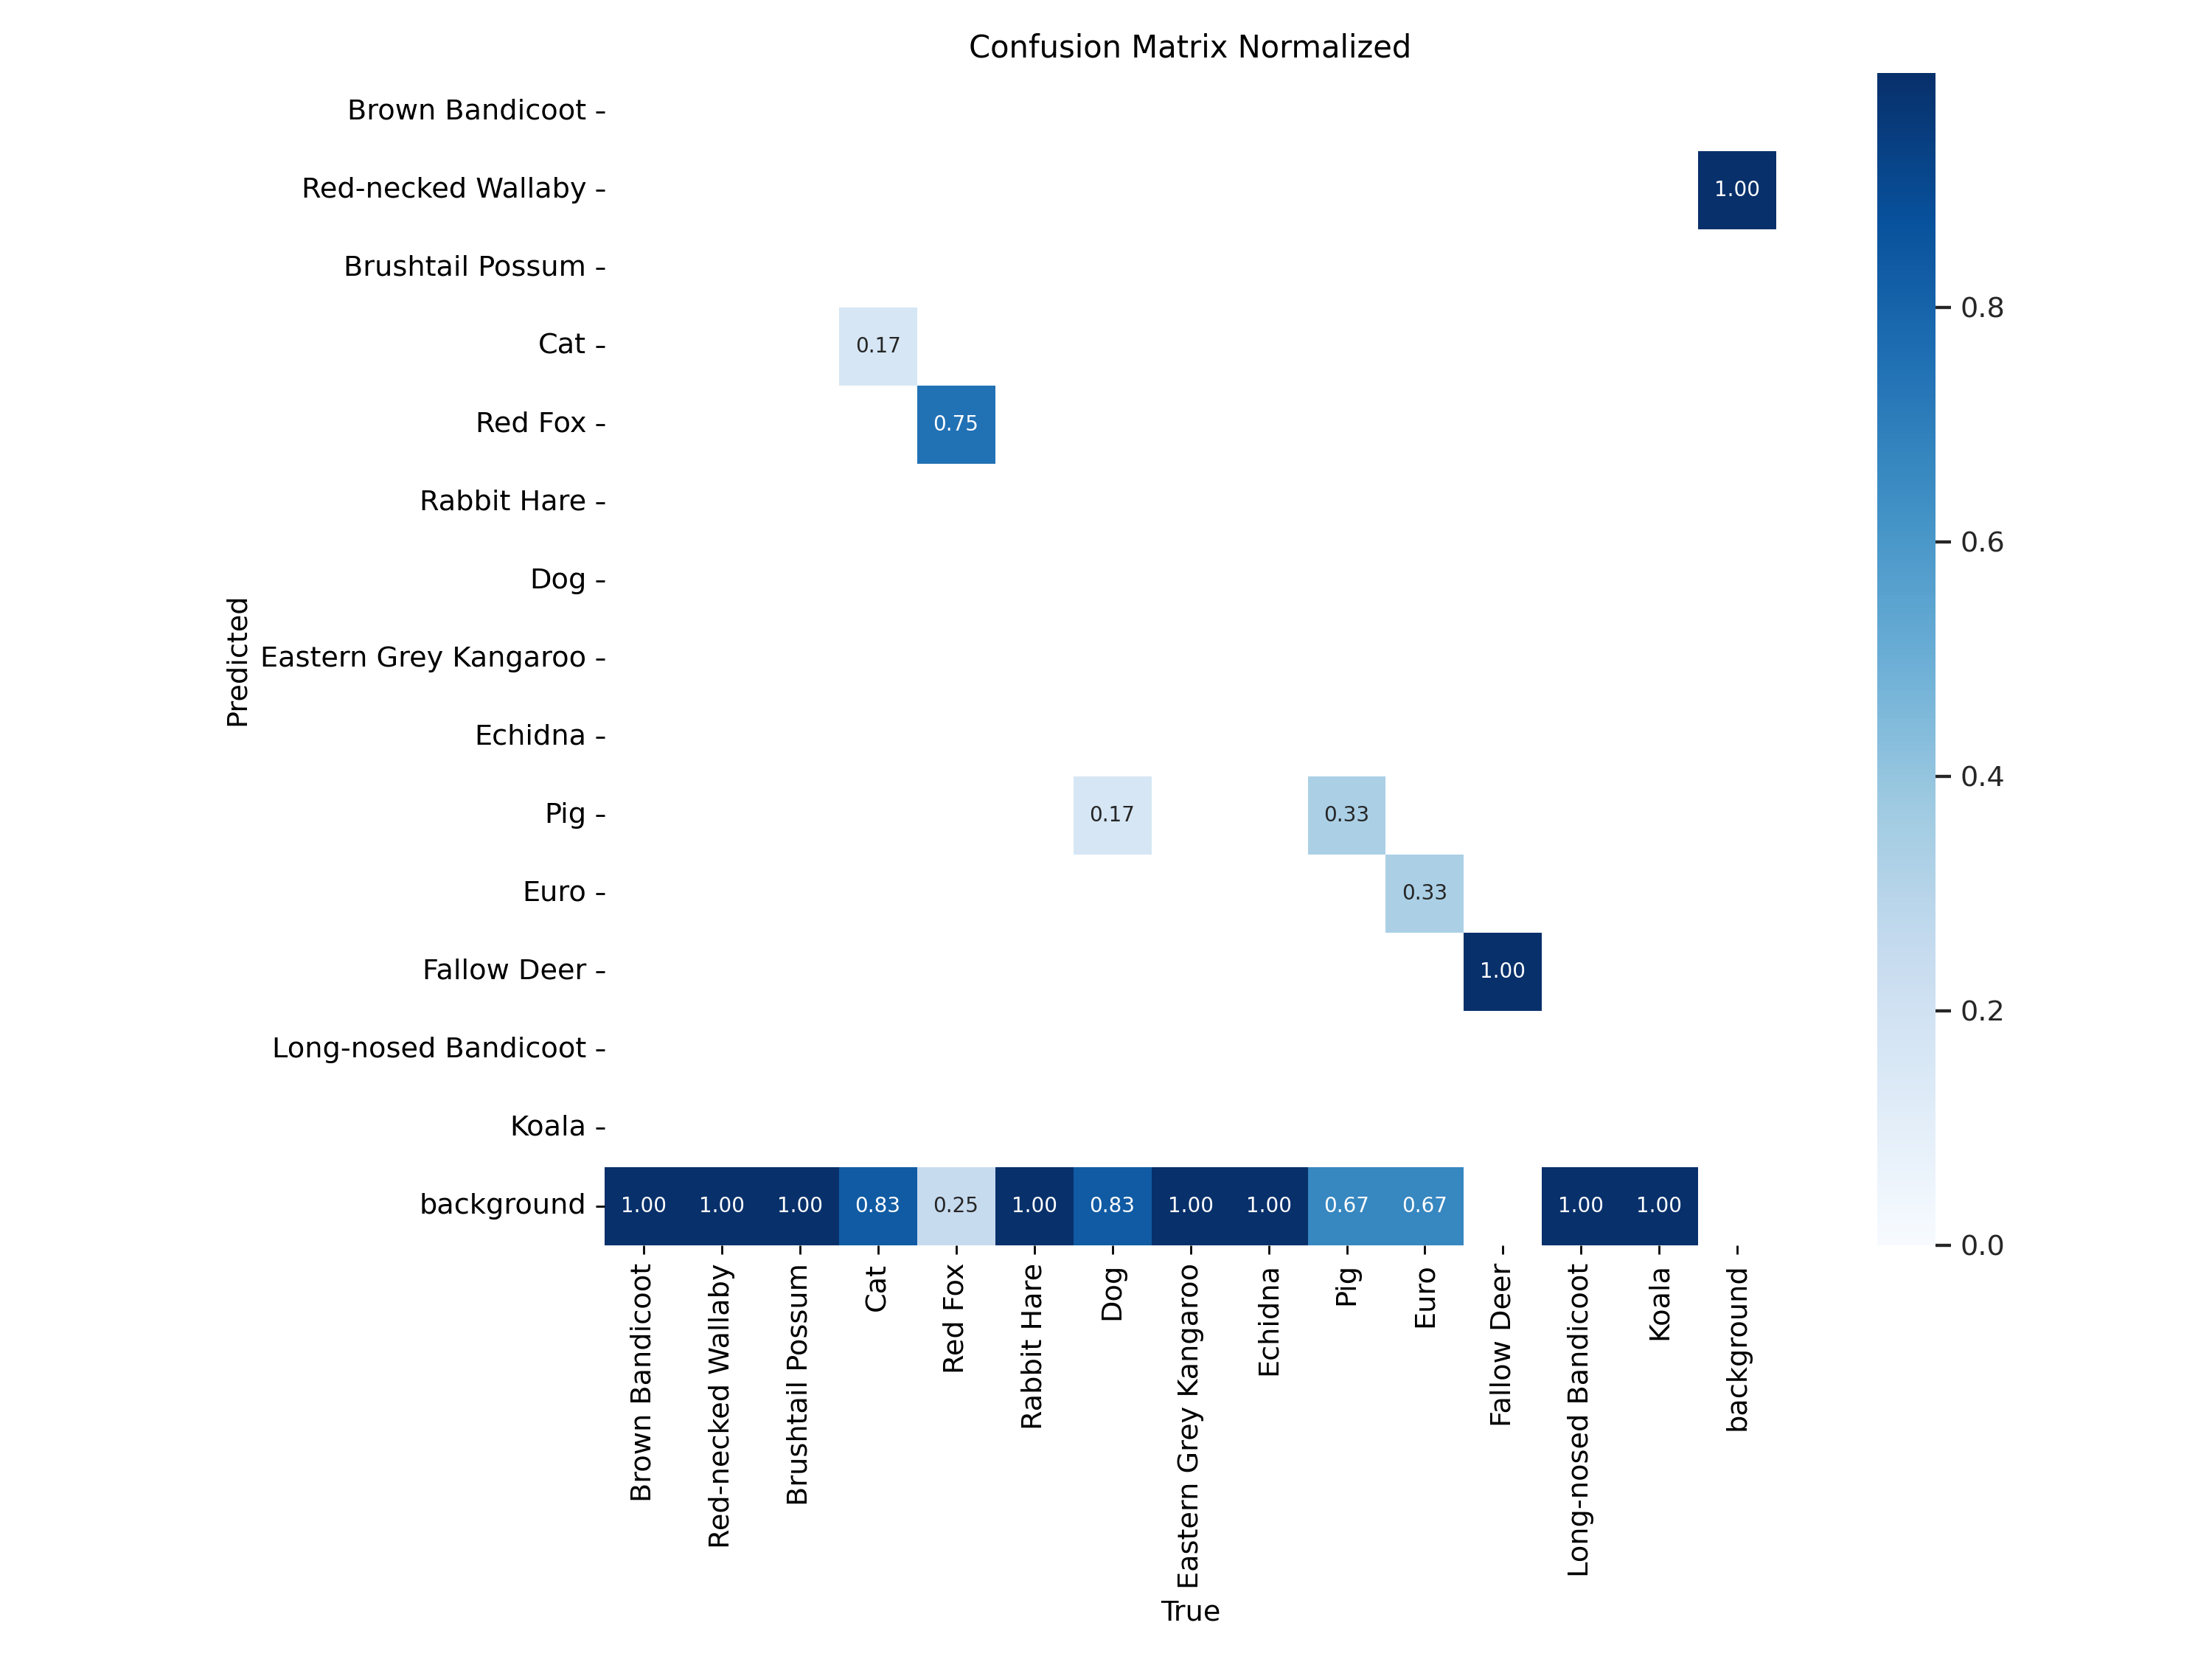 Confusion Matrix Normalized
Brown Bandicoot
Red-necked Wallaby
1.00
Brushtail Possum
Cat
0.17
0.8
Red Fox
0.75
Rabbit Hare
0.6
Dog
Predicted
Eastern Grey Kangaroo
Echidna
0.4
Pig
0.17
0.33
Euro
0.33
Fallow Deer
1.00
0.2
Long-nosed Bandicoot
Koala
background
1.00 1.00 1.00 0.83 0.25 1.00 0.83 1.00 1.00 0.67 0.67 1.00 1.00
0.0
Brown Bandicoot
Red-necked Wallaby
Brushtail Possum
Cat
Red Fox
Rabbit Hare
Dog
Eastern Grey Kangaroo
Echidna
Pig
Euro
Fallow Deer
Long-nosed Bandicoot
Koala
background
True